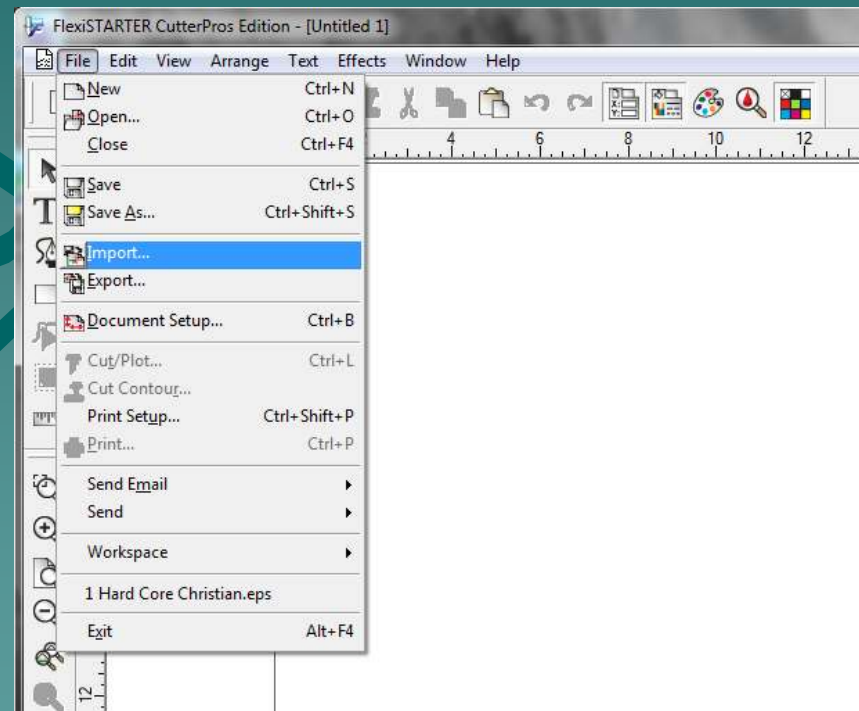 FlexiSTARTER CutterPros Edition - [Untitled 1]
File Edit View Arrange Text Effects Window Help
New Ctrl+N
Open... Ctrl+O
Close Ctrl+F4
4 6 8 10 12
Save Ctrl+S
Save As... Ctrl+Shift+S
Import...
Export...
Document Setup... Ctrl+B
Cut/Plot... Ctrl+L
Cut Contour...
Print Setup... Ctrl+Shift+P
Print... Ctrl+P
Send Email
Send
Workspace
1 Hard Core Christian.eps
Exit Alt+F4
12